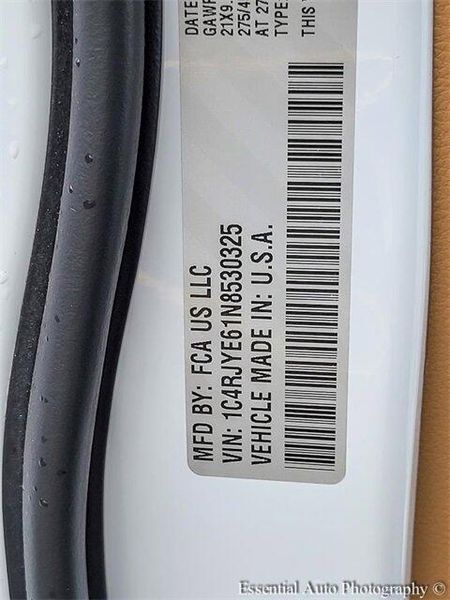 MFD BY: FCA US LLC
VIN: 1C4RJYE61N8530325
VEHICLE MADE IN: U.S.A.
DATE
GAWR
21X9.
275/4
AT 27
TYPE
THIS
Essential Auto Photography ©